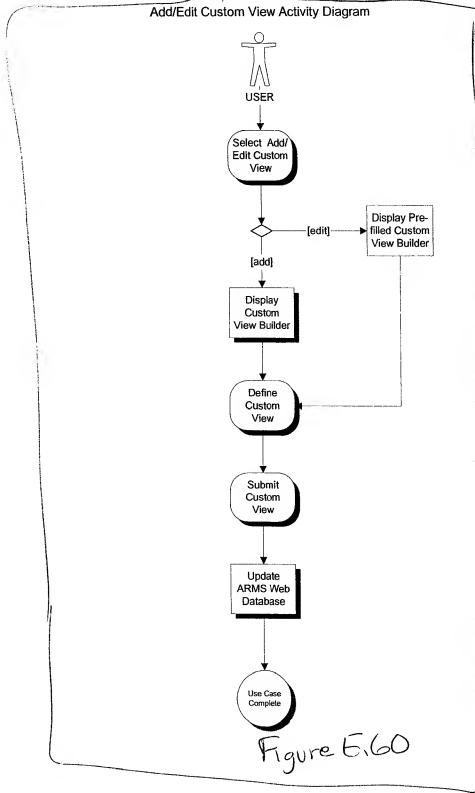 Add/Edit Custom View Activity Diagram
USER
Select Add/
Edit Custom
View
[edit]
Display Pre-
filled Custom
View Builder
[add]
Display
Custom
View Builder
Define
Custom
View
Submit
Custom
View
Update
ARMS Web
Database
Use Case
Complete
Figure E.60